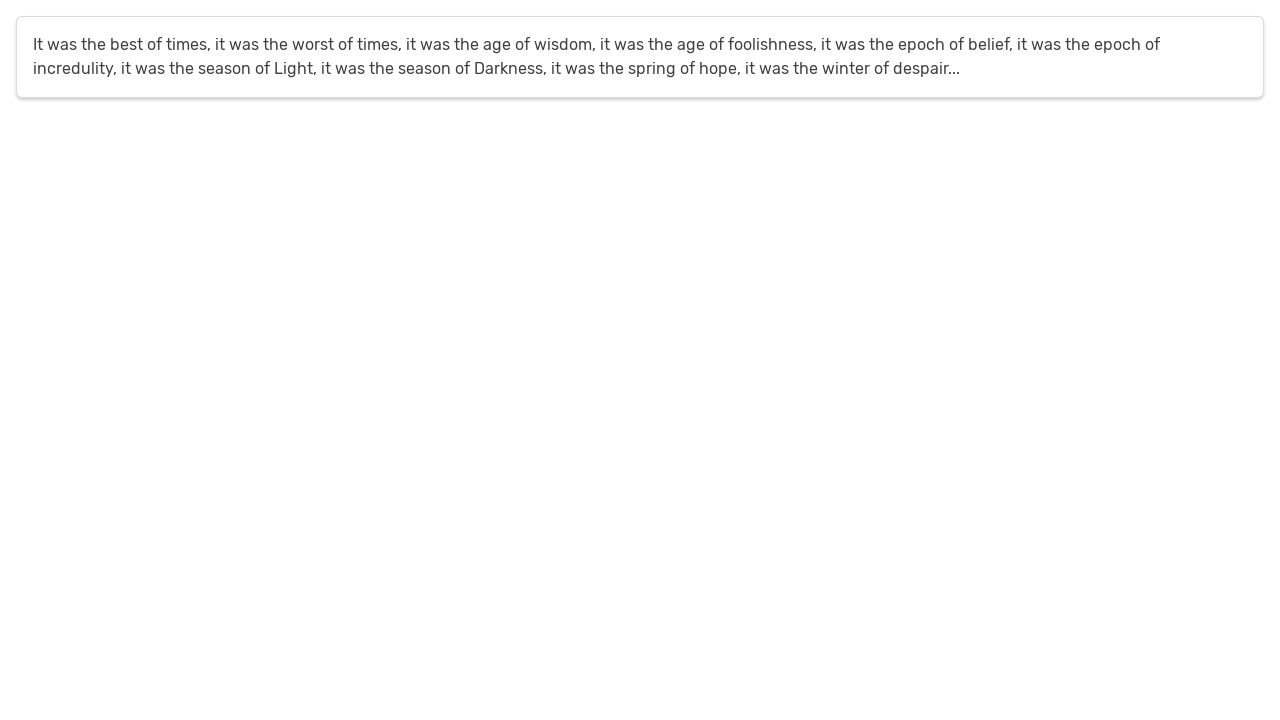 It was the best of times, it was the worst of times, it was the age of wisdom, it was the age of foolishness, it was the epoch of belief, it was the epoch of
incredulity, it was the season of Light, it was the season of Darkness, it was the spring of hope, it was the winter of despair...